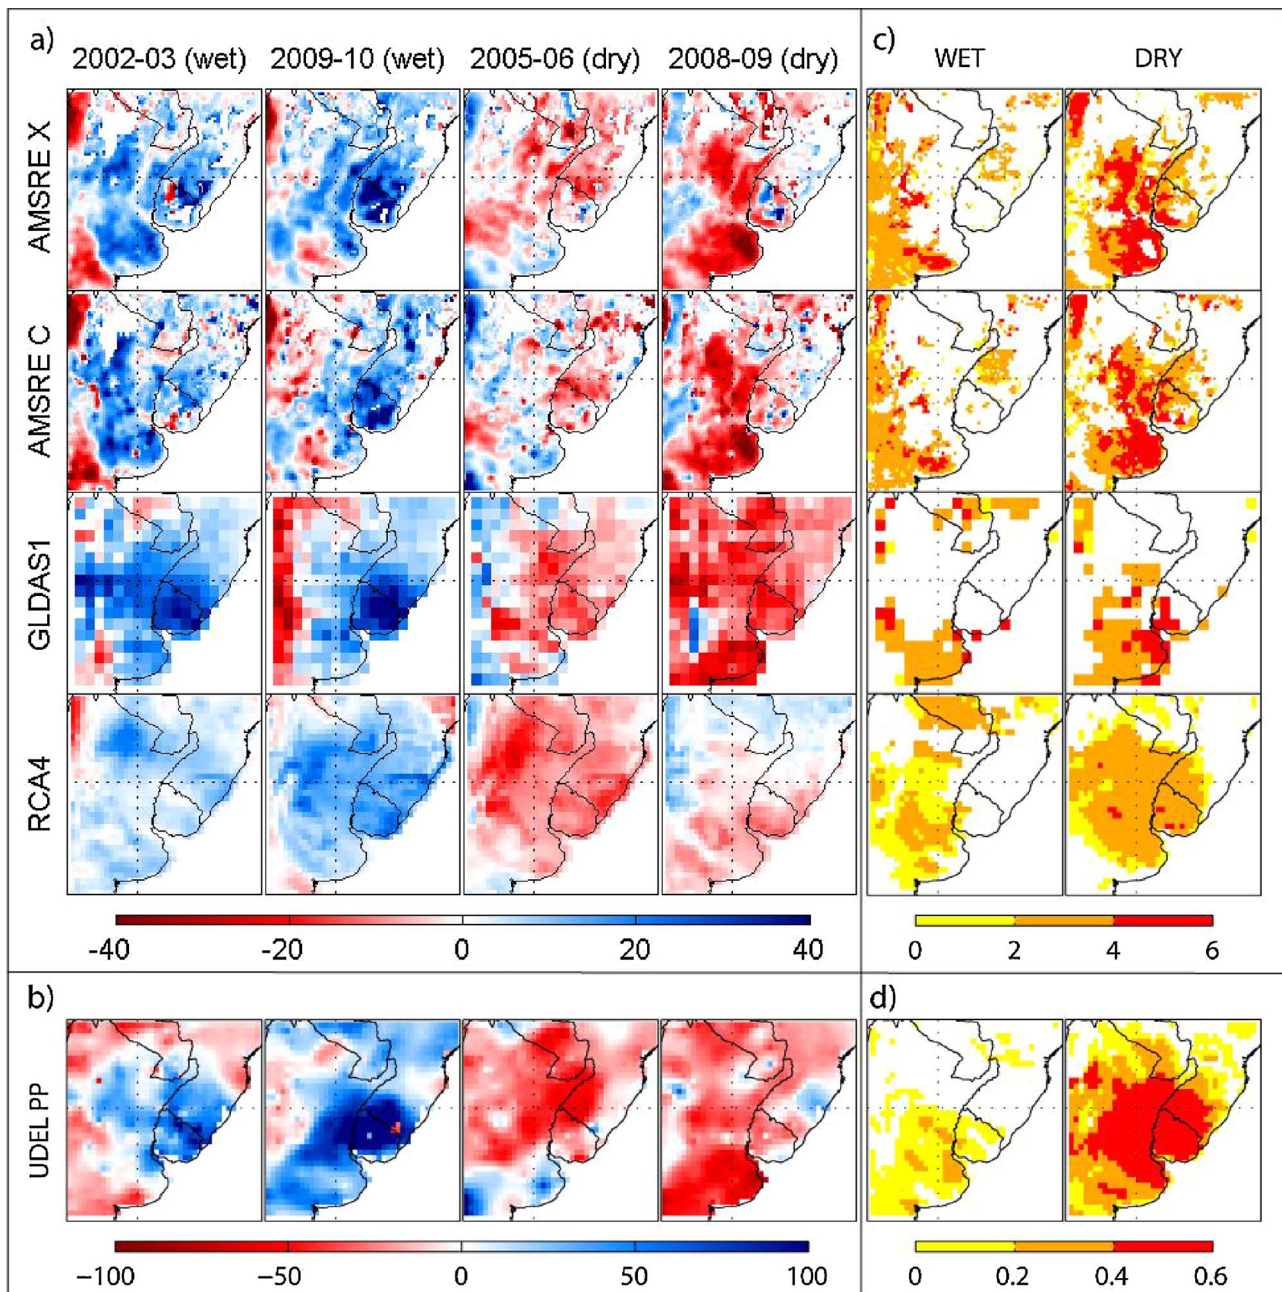 a)
2002-03 (wet) 2009-10 (wet) 2005-06 (dry) 2008-09 (dry)
c)
WET DRY
AMSRE X
AMSRE C
GLDAS1
RCA4
-40 -20 0 20 40
0 2 4 6
b)
d)
UDEL PP
−100 −50 0 50 100
0 0.2 0.4 0.6